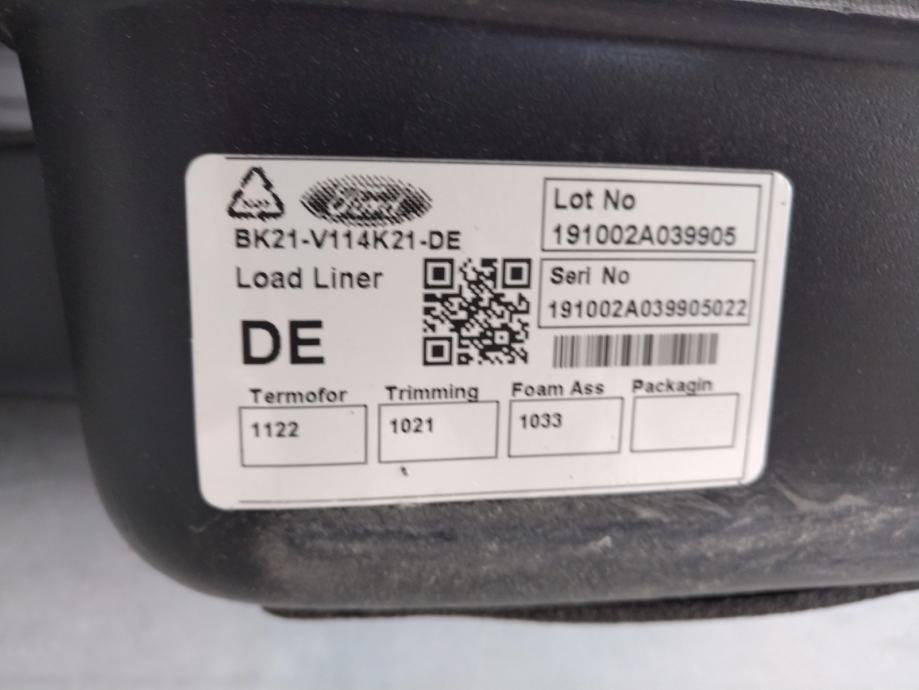 Ford
BK21-V114K21-DE
Load Liner
DE
Lot No
191002A039905
Seri No
191002A039905022
Termofor
1122
Trimming
1021
Foam Ass
1033
Packagin